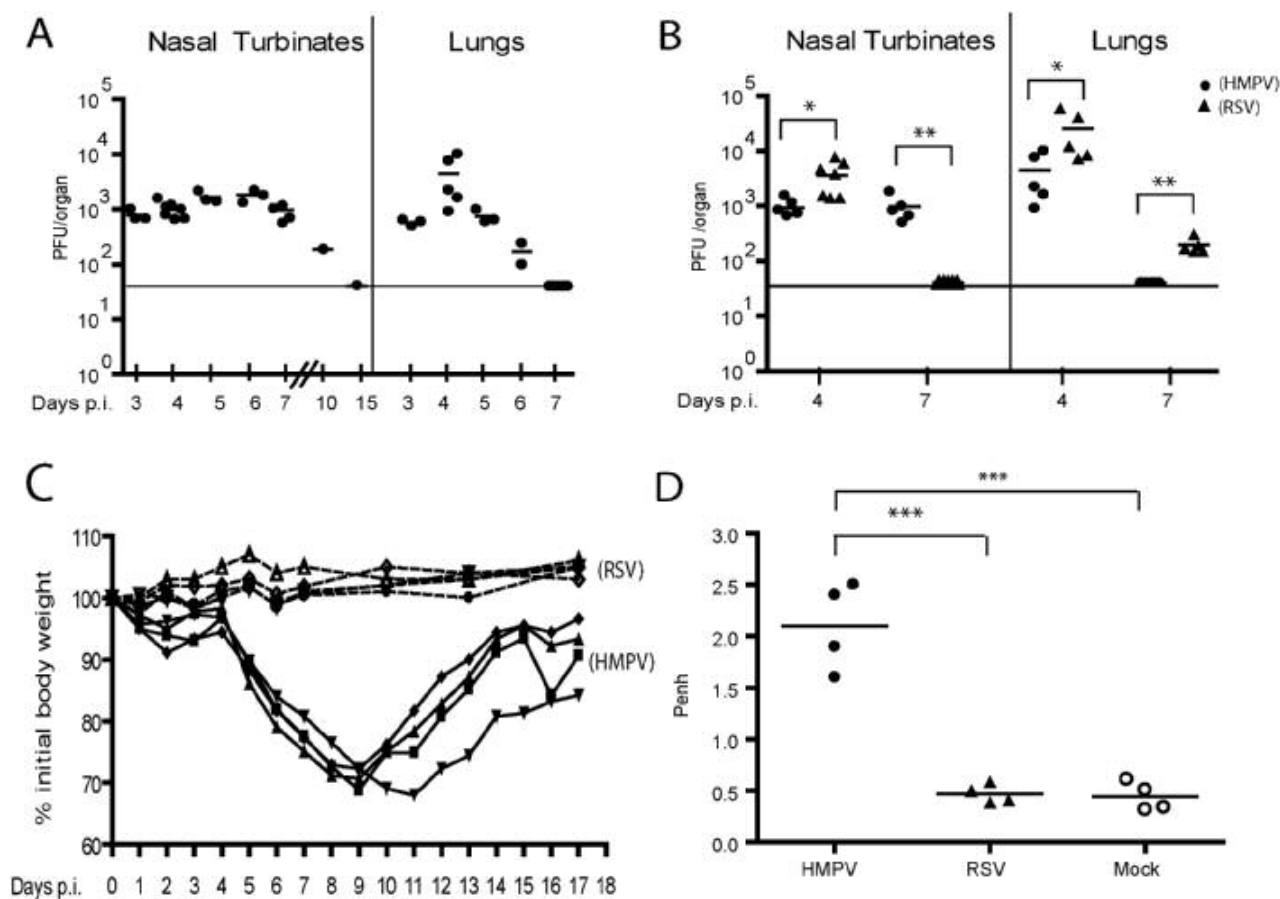 A
Nasal Turbinates
Lungs
PFU/organ
10^5
10^4
10^3
10^2
10^1
10^0
Days p.i. 3 4 5 6 7 10 15 3 4 5 6 7
B
Nasal Turbinates
Lungs
(HMPV)
(RSV)
* ** * **
PFU /organ
10^5
10^4
10^3
10^2
10^1
10^0
Days p.i. 4 7 4 7
C
% initial body weight
110
100
90
80
70
60
(RSV)
(HMPV)
Days p.i. 0 1 2 3 4 5 6 7 8 9 10 11 12 13 14 15 16 17 18
D
***
***
Penh
3.0
2.5
2.0
1.5
1.0
0.5
0.0
HMPV RSV Mock